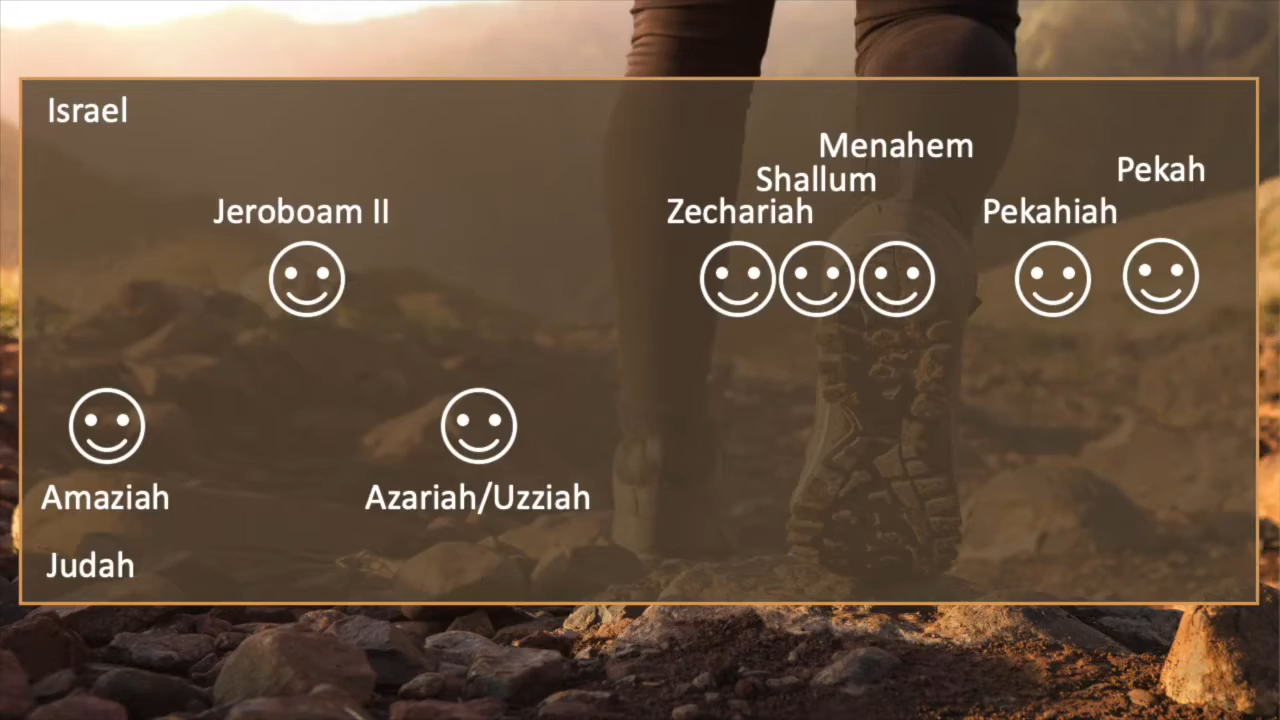 Israel
Menahem
Pekah
Shallum
Jeroboam II
Zechariah
Pekahiah
Amaziah
Azariah/Uzziah
Judah